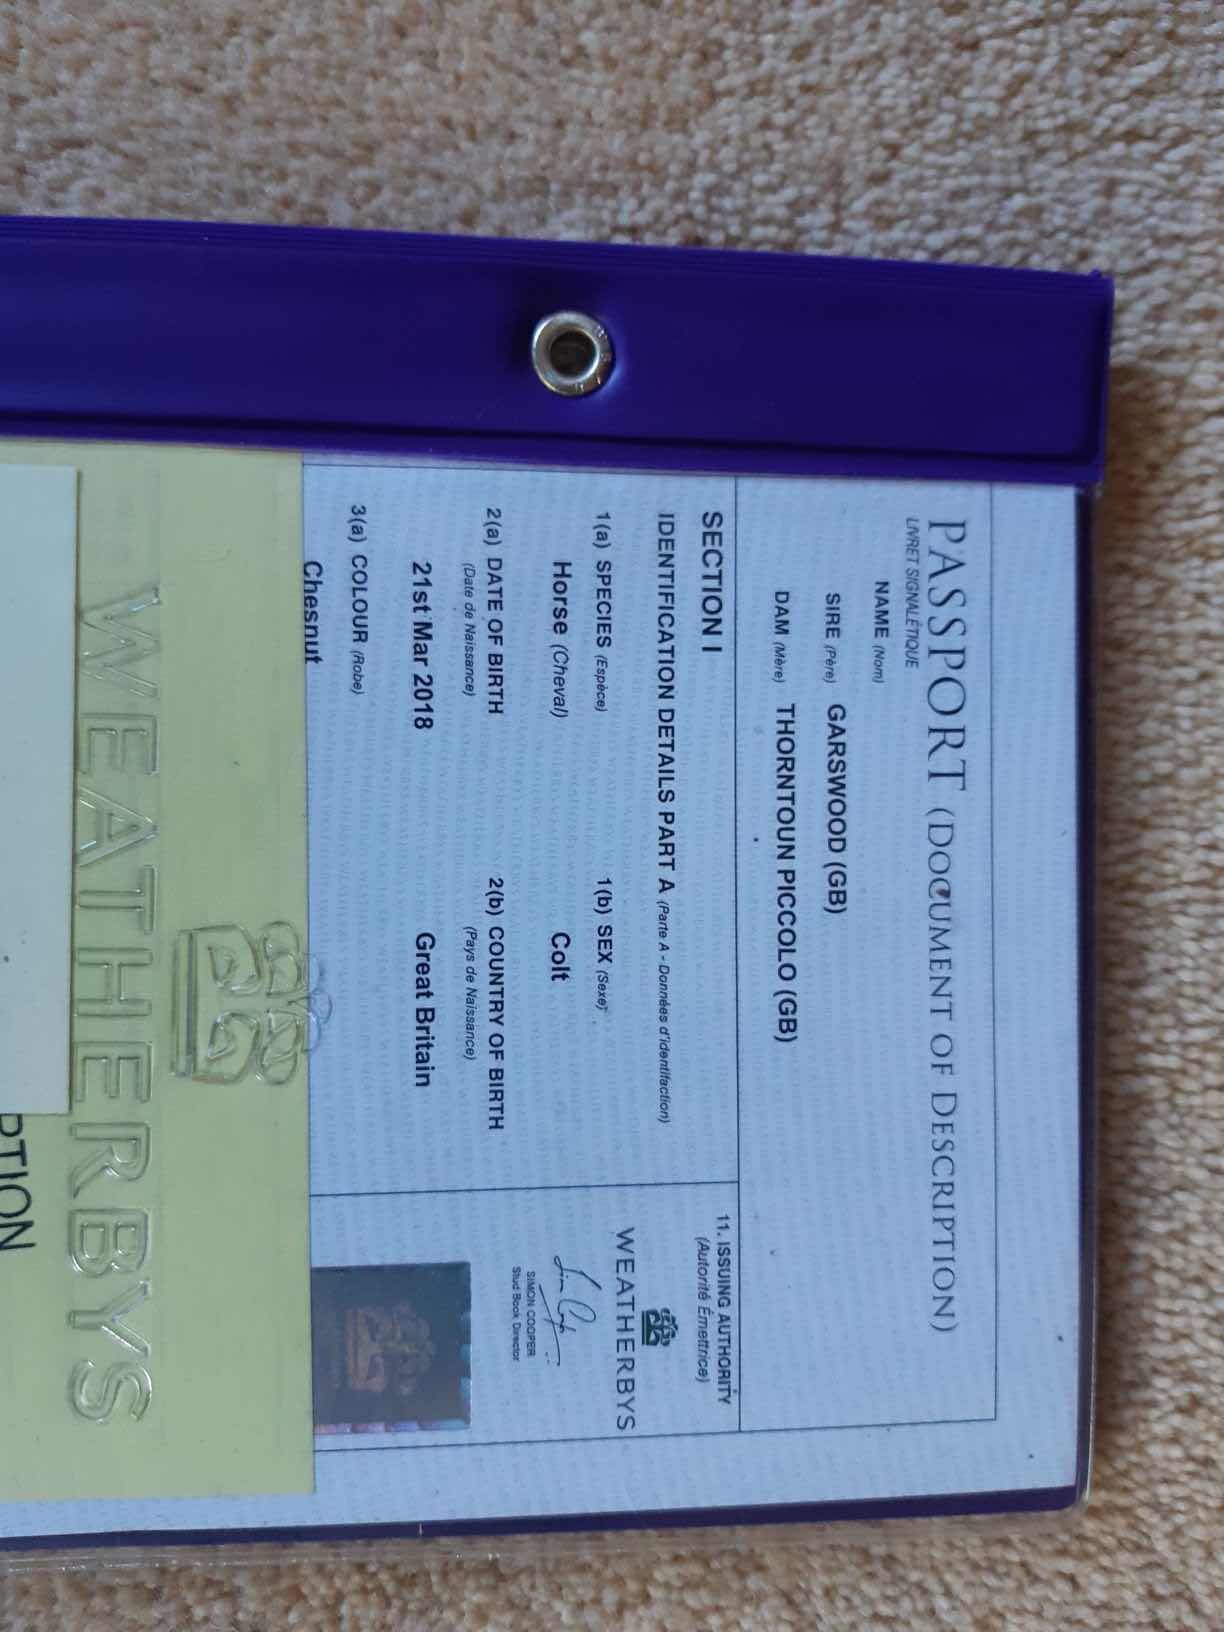 PASSPORT (DOCUMENT OF DESCRIPTION)
LIVRET SIGNALÉTIQUE
NAME (Nom)
SIRE (Père) GARSWOOD (GB)
DAM (Mère) THORNTOUN PICCOLO (GB)
SECTION I
IDENTIFICATION DETAILS PART A (Parte A - Données d'identifaction)
1(a) SPECIES (Espèce) 1(b) SEX (Sexe)
Horse (Cheval) Colt
2(a) DATE OF BIRTH 2(b) COUNTRY OF BIRTH
(Date de Naissance) (Pays de Naissance)
21st Mar 2018 Great Britain
3(a) COLOUR (Robe)
Chesnut
11. ISSUING AUTHORITY
(Autorité Émettrice)
WEATHERBYS
SIMON COOPER
Stud Book Director
WEATHERBYS
PTION